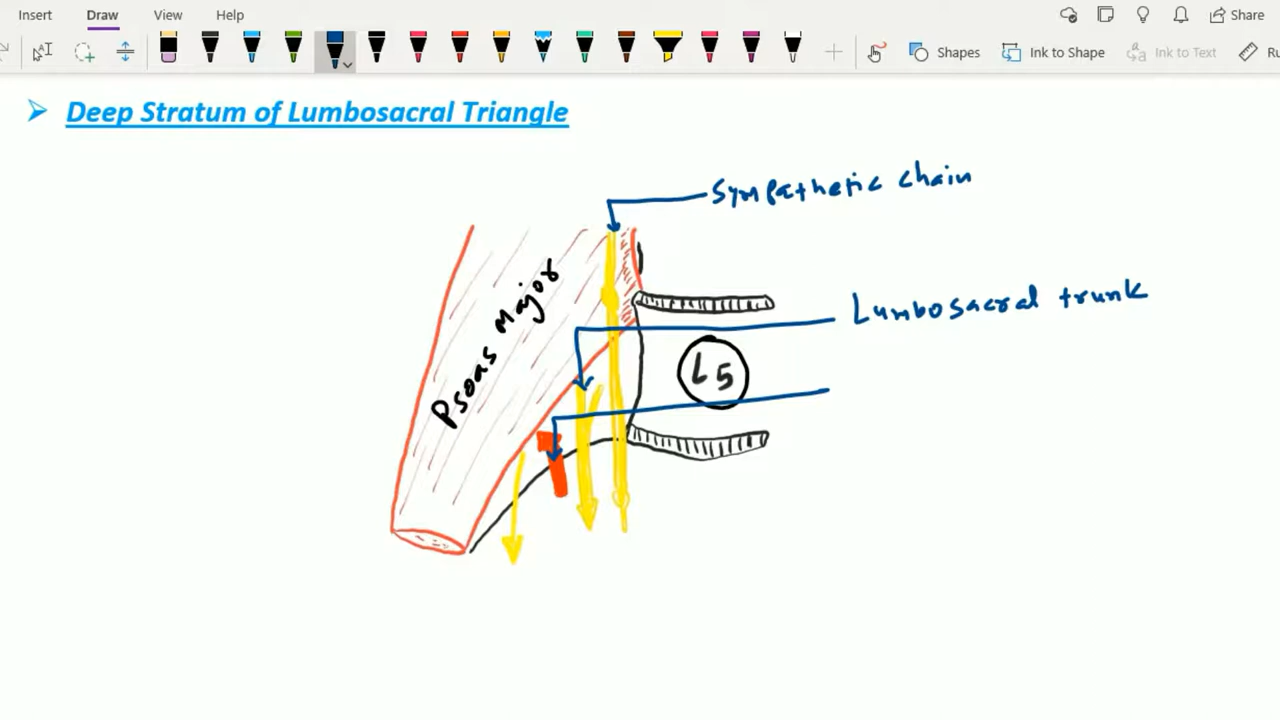 Insert Draw View Help
Share
Shapes
Ink to Shape
Ink to Text
Ru
Deep Stratum of Lumbosacral Triangle
Sympathetic chain
Psoas Major
Lumbosacral trunk
L5